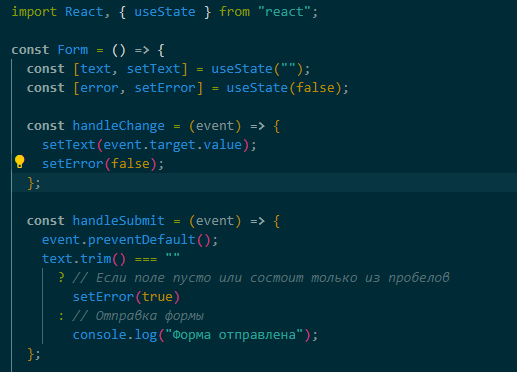 import React, { useState } from "react";
const Form = () => {
const [text, setText] = useState("");
const [error, setError] = useState(false);
const handleChange = (event) => {
setText(event.target.value);
setError(false);
};
const handleSubmit = (event) => {
event.preventDefault();
text.trim() === ""
? // Если поле пусто или состоит только из пробелов
setError(true)
: // Отправка формы
console.log("Форма отправлена");
};